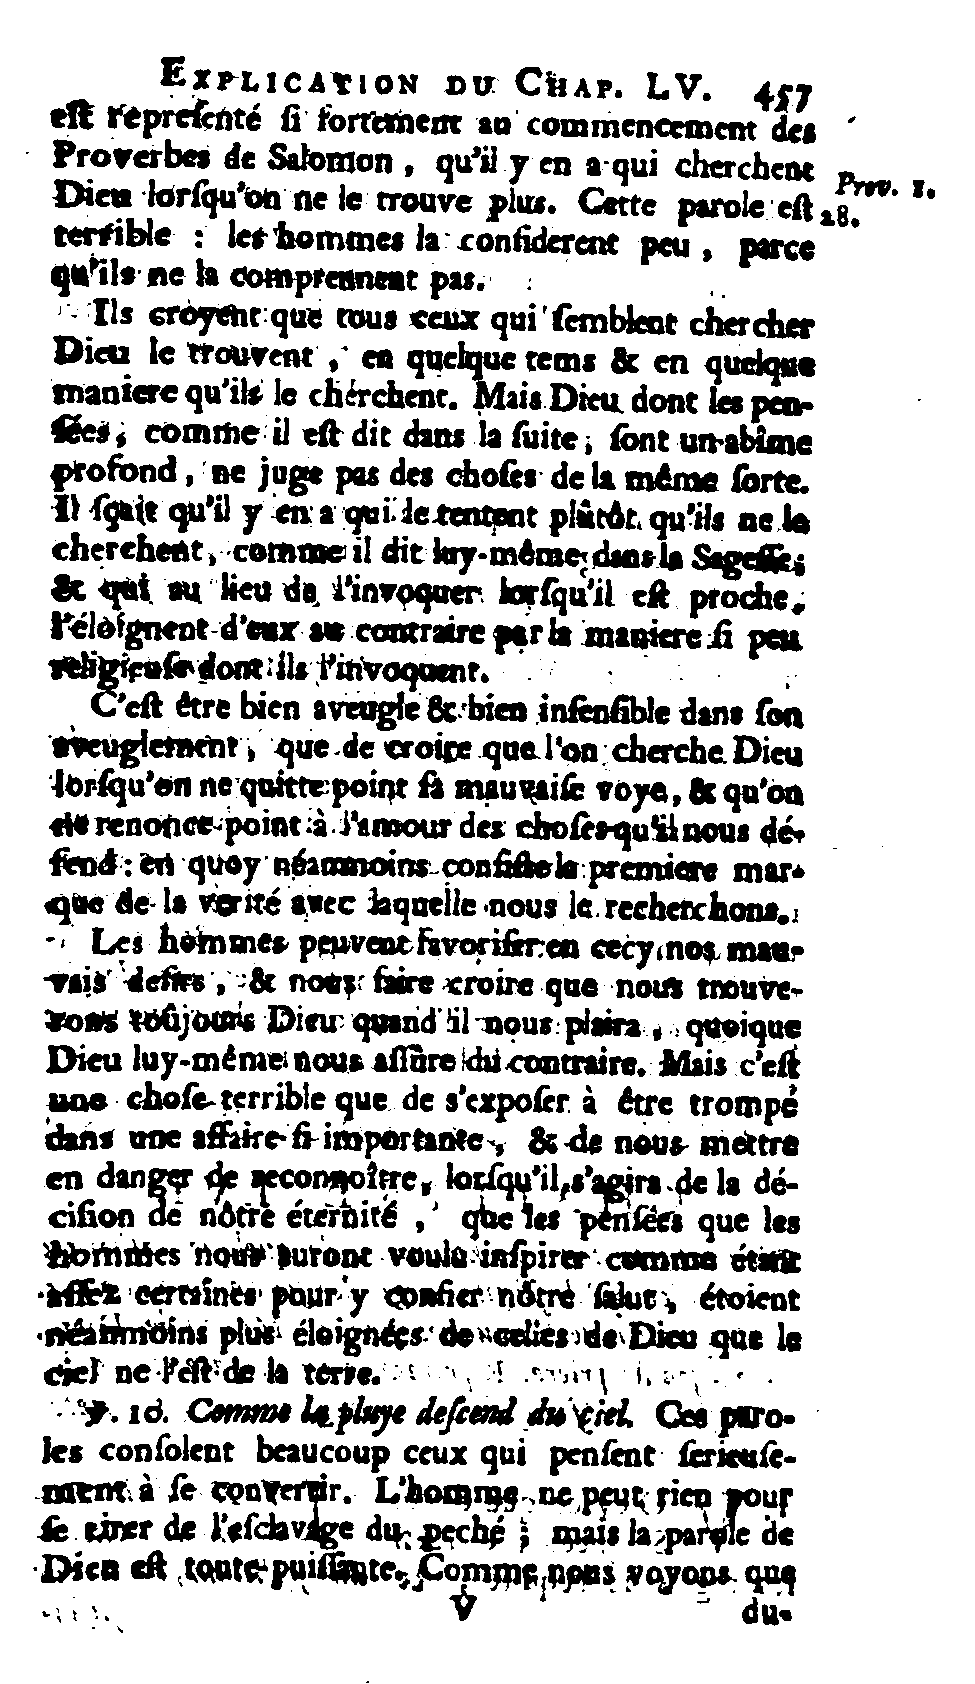 EXPLICATION DU CHAP. LV. 457
eſt repreſenté ſi fortement au commencement des
Proverbes de Salomon, qu'il y en a qui cherchent
Prov. 1.
Dieu lorſqu'on ne le trouve plus. Cette parole eſt
28.
terrible : les hommes la conſiderent peu, parce
qu'ils ne la comprennent pas.
Ils croyent que tous ceux qui ſemblent chercher
Dieu le trouvent, en quelque tems & en quelque
maniere qu'ils le cherchent. Mais Dieu dont les pen-
ſées, comme il eſt dit dans la ſuite, ſont un abîme
profond, ne juge pas des choſes de la même ſorte.
Il ſçait qu'il y en a qui le tentent plûtôt qu'ils ne le
cherchent, comme il dit luy-même dans la Sageſſe;
& qui au lieu de l'invoquer lorſqu'il eſt proche,
l'éloignent d'eux au contraire par la maniere ſi peu
religieuſe dont ils l'invoquent.
C'eſt être bien aveugle & bien inſenſible dans ſon
aveuglement, que de croire que l'on cherche Dieu
lorſqu'on ne quitte point ſa mauvaiſe voye, & qu'on
ne renonce point à l'amour des choſes qu'il nous dé-
fend : en quoy néanmoins conſiſte la premiere mar-
que de la verité avec laquelle nous le recherchons.
Les hommes peuvent favoriſer en cecy nos mau-
vais deſirs, & nous faire croire que nous trouve-
rons toûjours Dieu quand il nous plaira, quoique
Dieu luy-même nous aſſûre du contraire. Mais c'eſt
une choſe terrible que de s'expoſer à être trompé
dans une affaire ſi importante, & de nous mettre
en danger de reconnoître, lorſqu'il s'agira de la dé-
ciſion de nôtre éternité, que les penſées que les
hommes nous auront voulu inſpirer comme étant
aſſez certaines pour y confier nôtre ſalut, étoient
néanmoins plus éloignées de celles de Dieu que le
ciel ne l'eſt de la terre.
℣. 10. Comme la pluye deſcend du ciel. Ces paro-
les conſolent beaucoup ceux qui penſent ſerieuſe-
ment à ſe convertir. L'homme ne peut rien pour
ſe tirer de l'eſclavage du peché ; mais la parole de
Dieu eſt toute-puiſſante. Comme nous voyons que
V du-